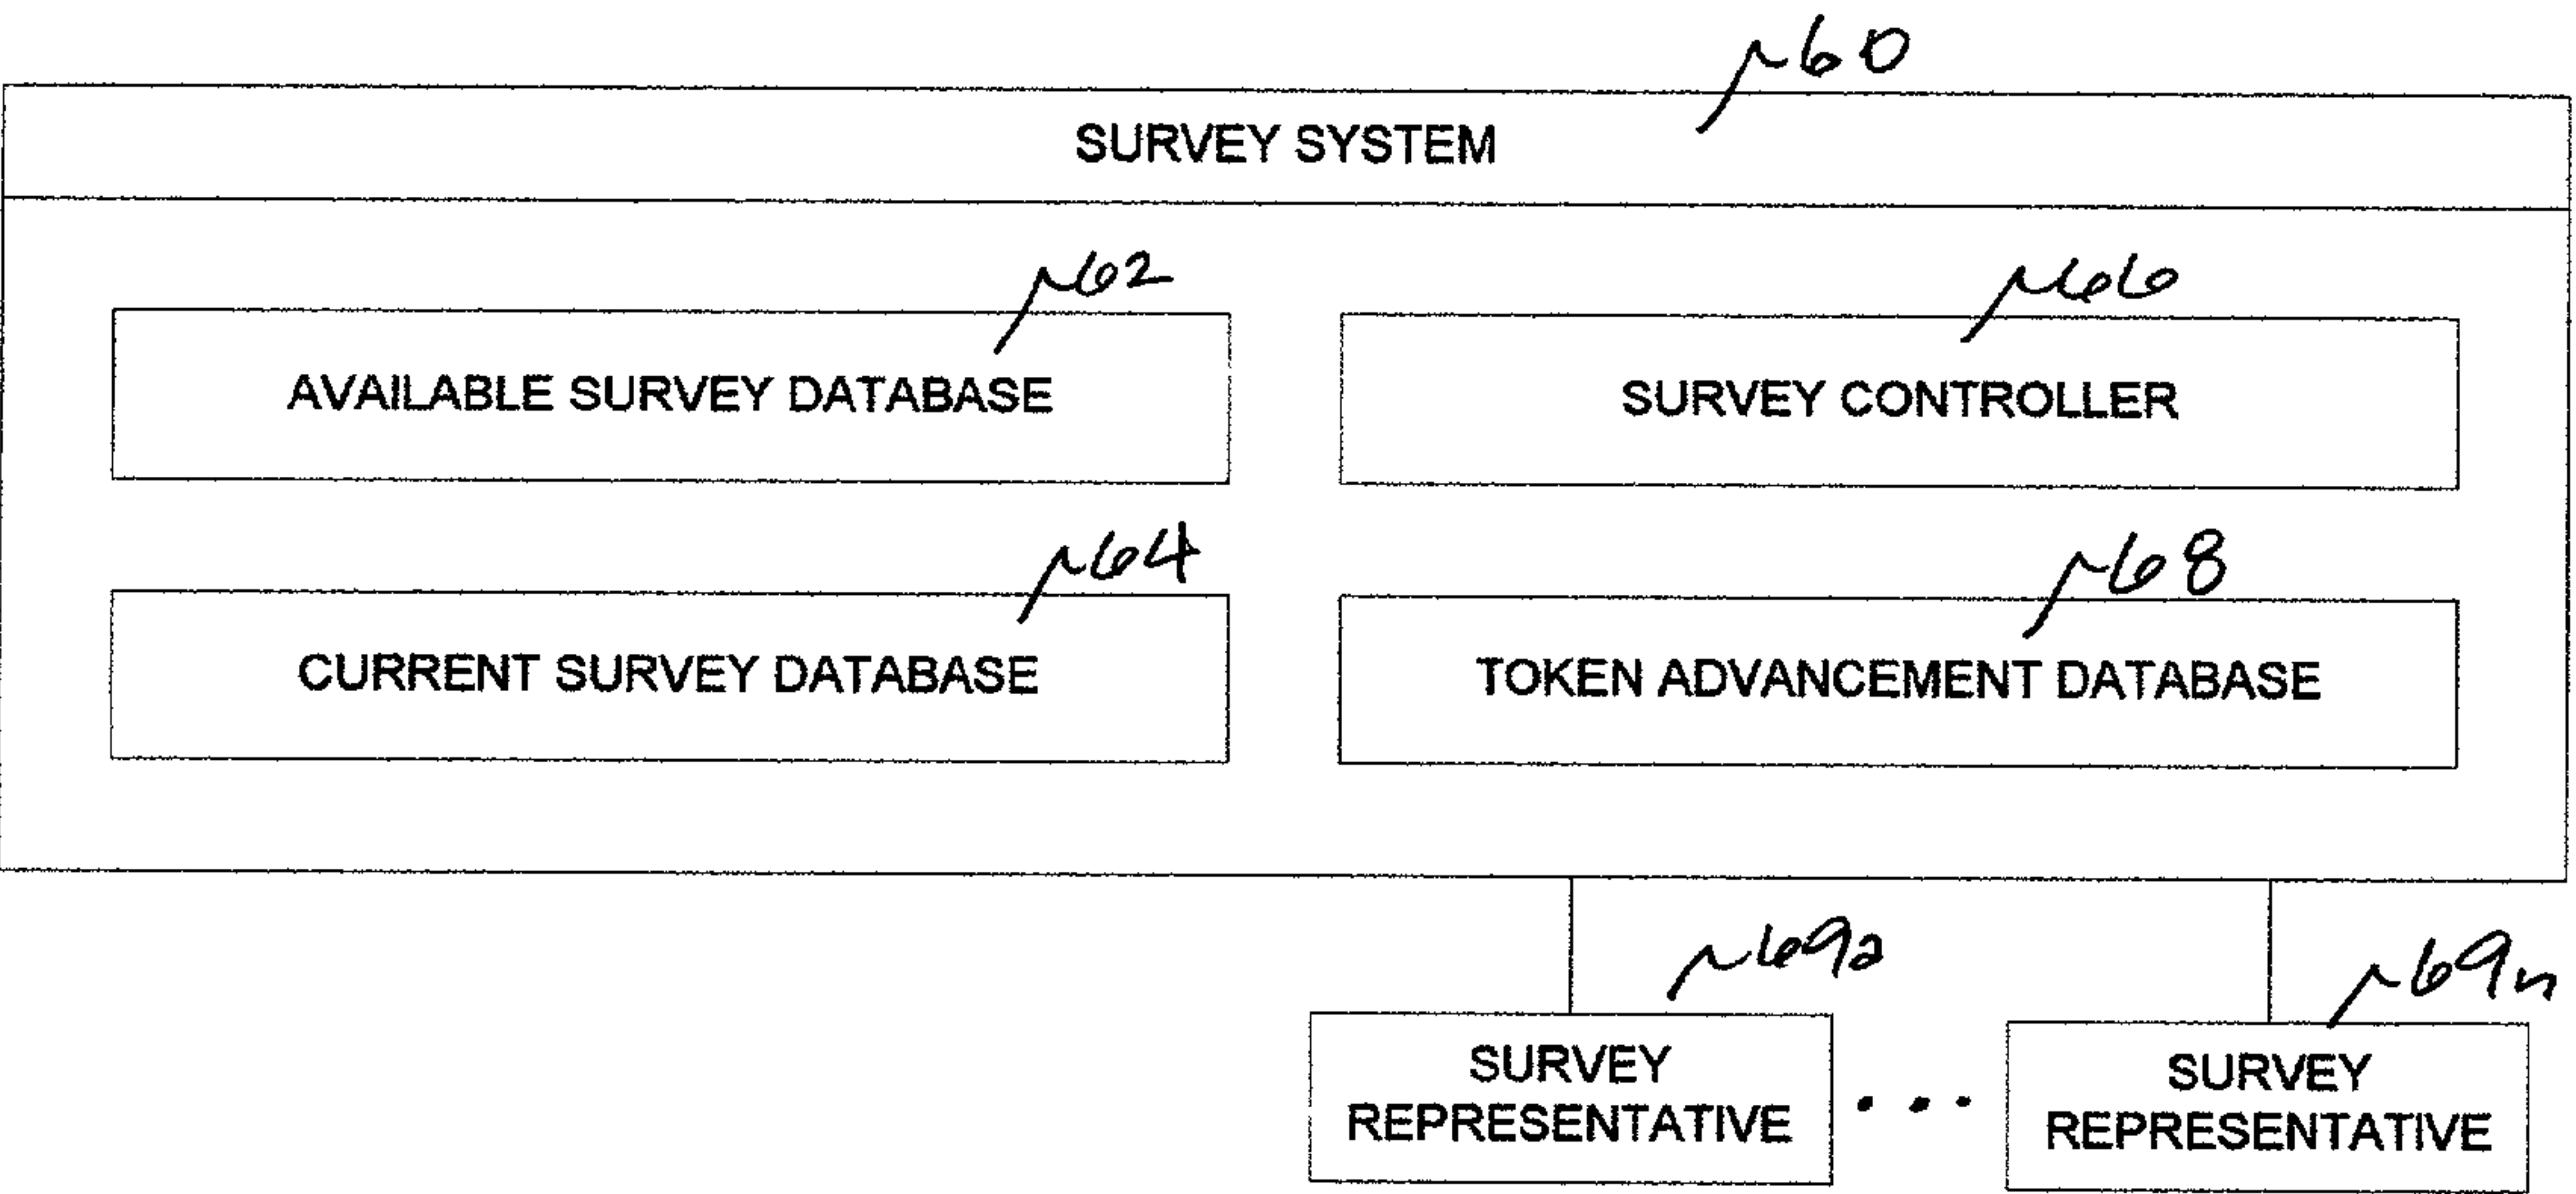 60
SURVEY SYSTEM
62
AVAILABLE SURVEY DATABASE
66
SURVEY CONTROLLER
64
CURRENT SURVEY DATABASE
68
TOKEN ADVANCEMENT DATABASE
69a
SURVEY
REPRESENTATIVE
...
69n
SURVEY
REPRESENTATIVE